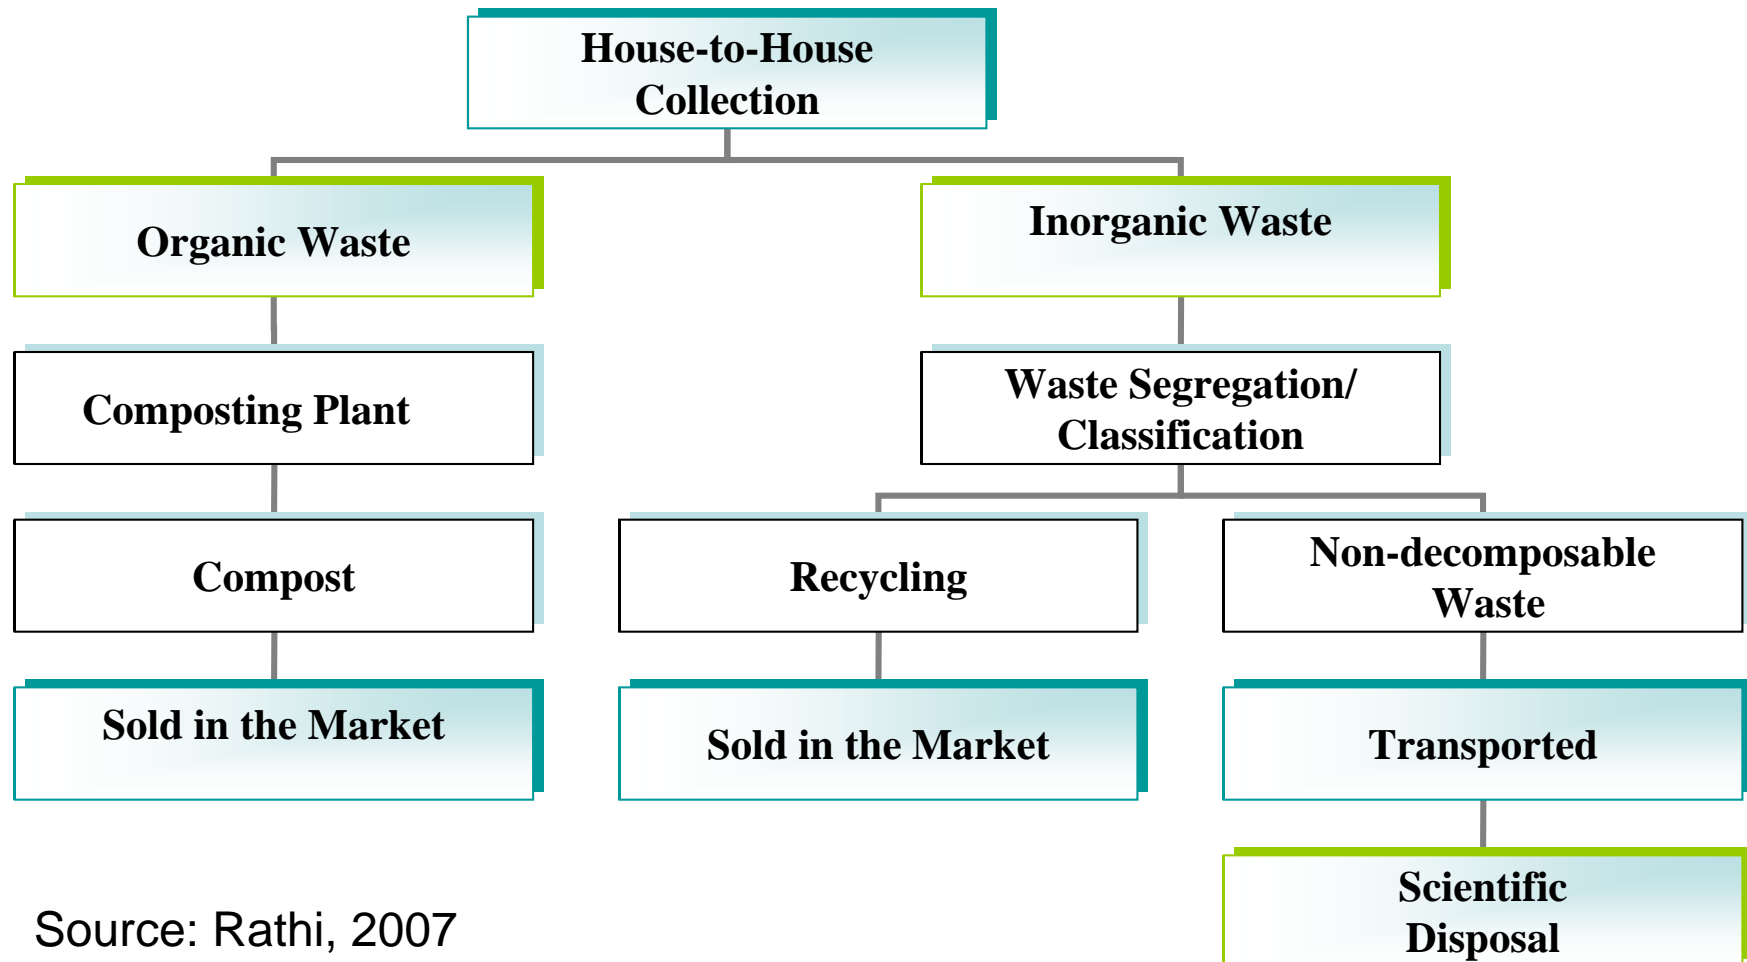 House-to-House
Collection
Organic Waste
Inorganic Waste
Composting Plant
Waste Segregation/
Classification
Compost
Recycling
Non-decomposable
Waste
Sold in the Market
Sold in the Market
Transported
Scientific
Disposal
Source: Rathi, 2007